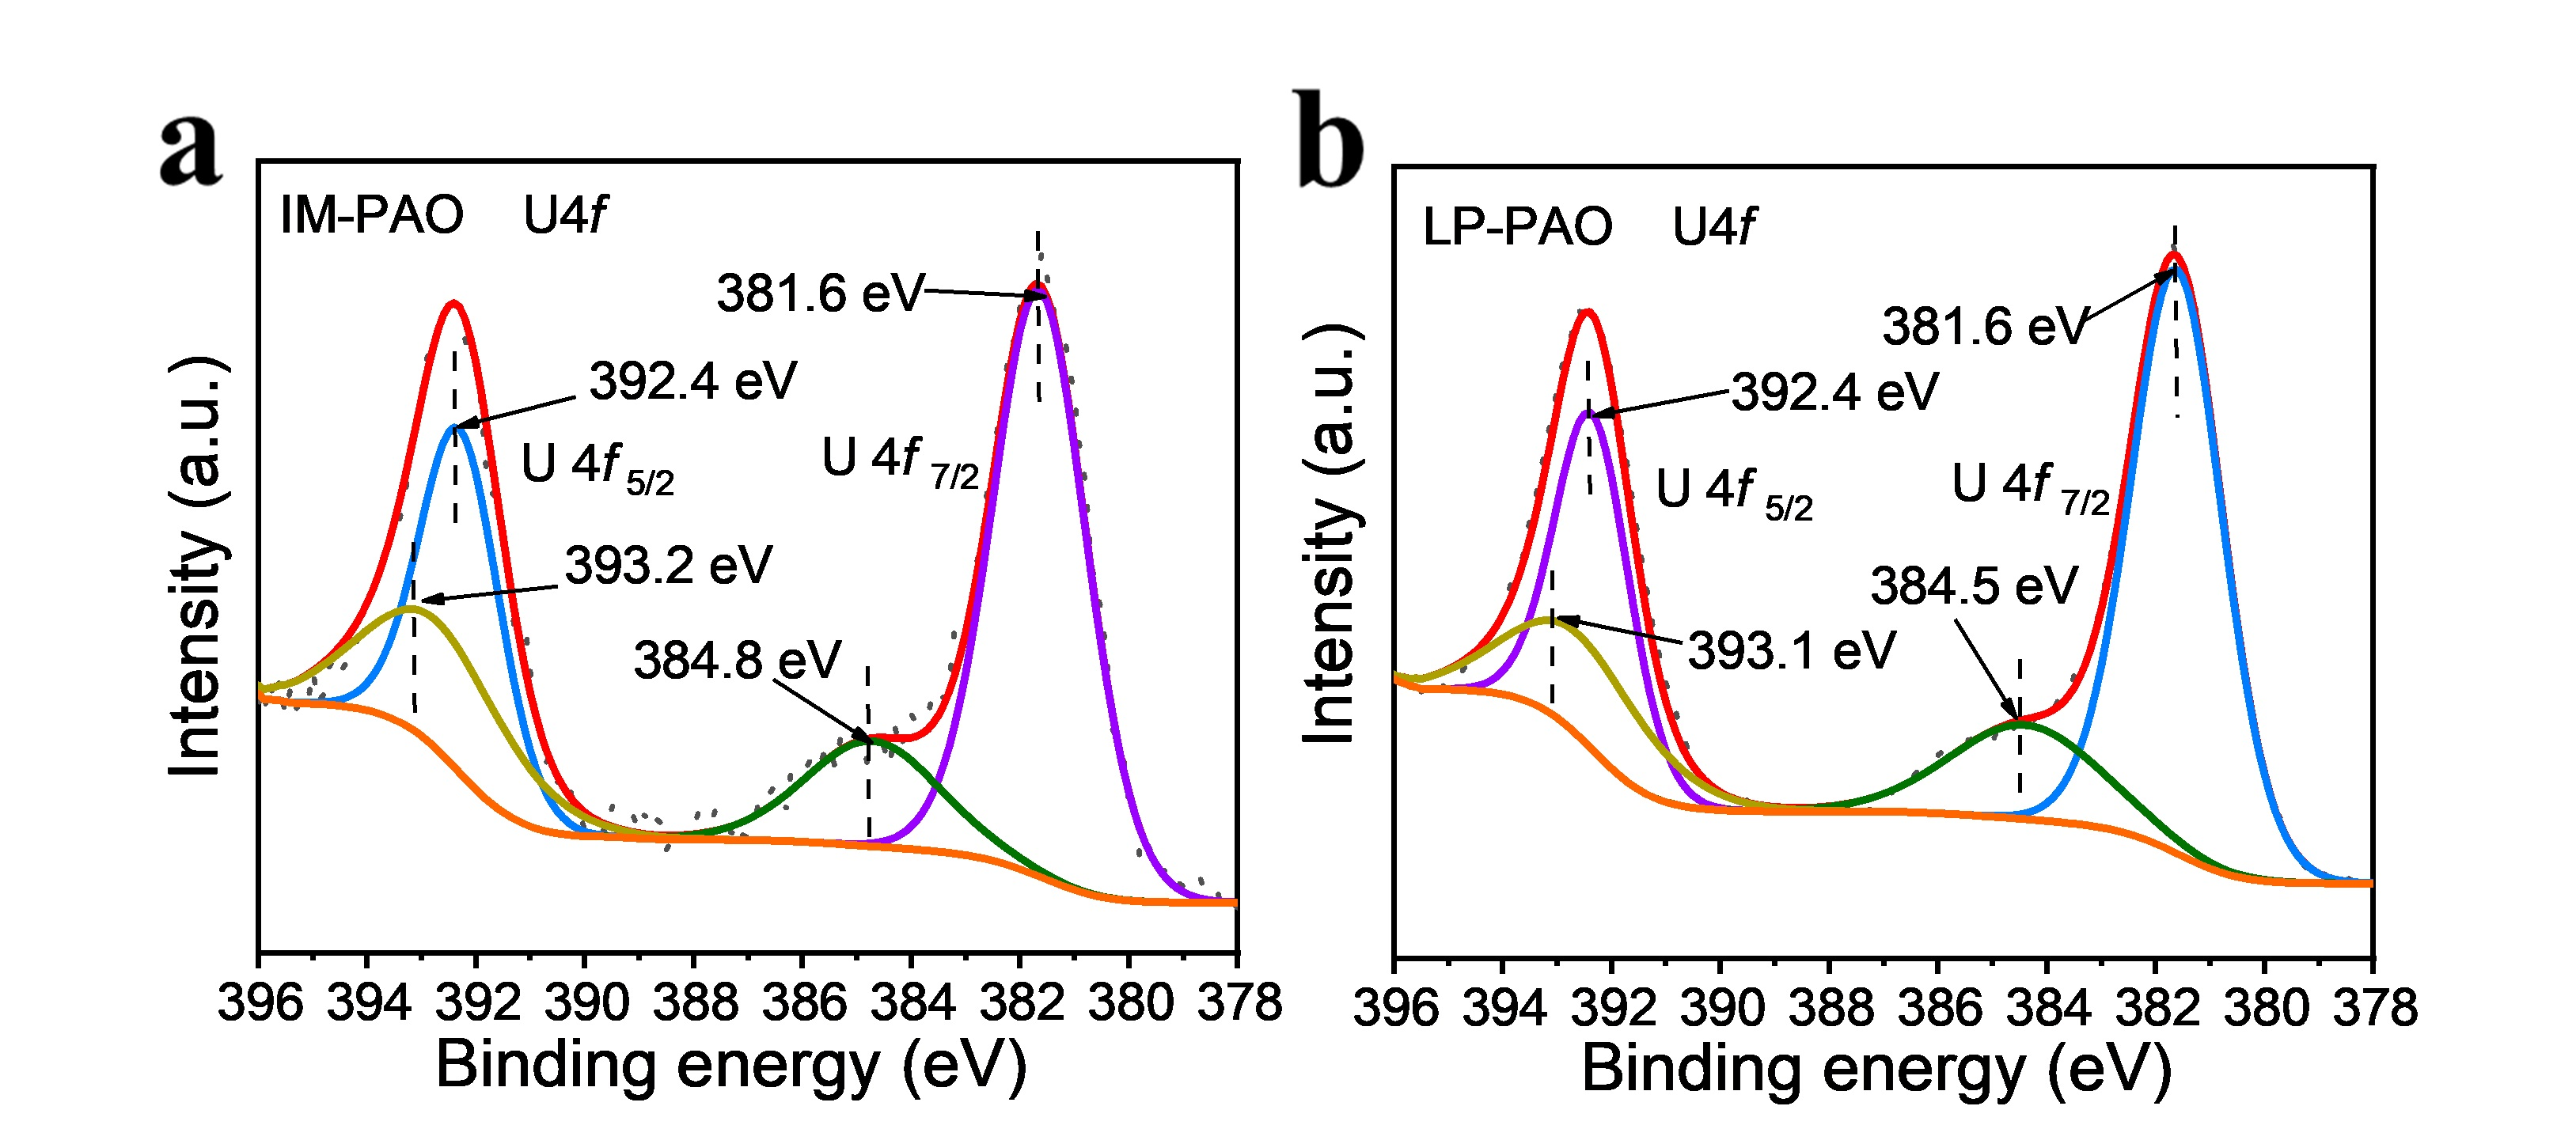 a
IM-PAO U4f
381.6 eV
392.4 eV
U 4f 5/2
U 4f 7/2
393.2 eV
384.8 eV
Intensity (a.u.)
396 394 392 390 388 386 384 382 380 378
Binding energy (eV)
b
LP-PAO U4f
381.6 eV
392.4 eV
U 4f 5/2
U 4f 7/2
384.5 eV
393.1 eV
Intensity (a.u.)
396 394 392 390 388 386 384 382 380 378
Binding energy (eV)